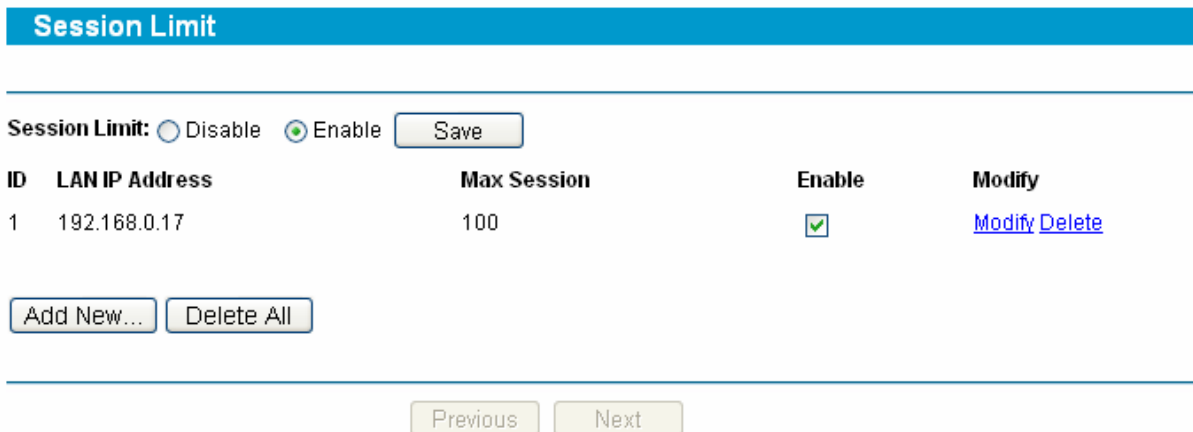 Session Limit
Session Limit: Disable Enable Save
ID LAN IP Address Max Session Enable Modify
1 192.168.0.17 100 Modify Delete
Add New... Delete All
Previous Next